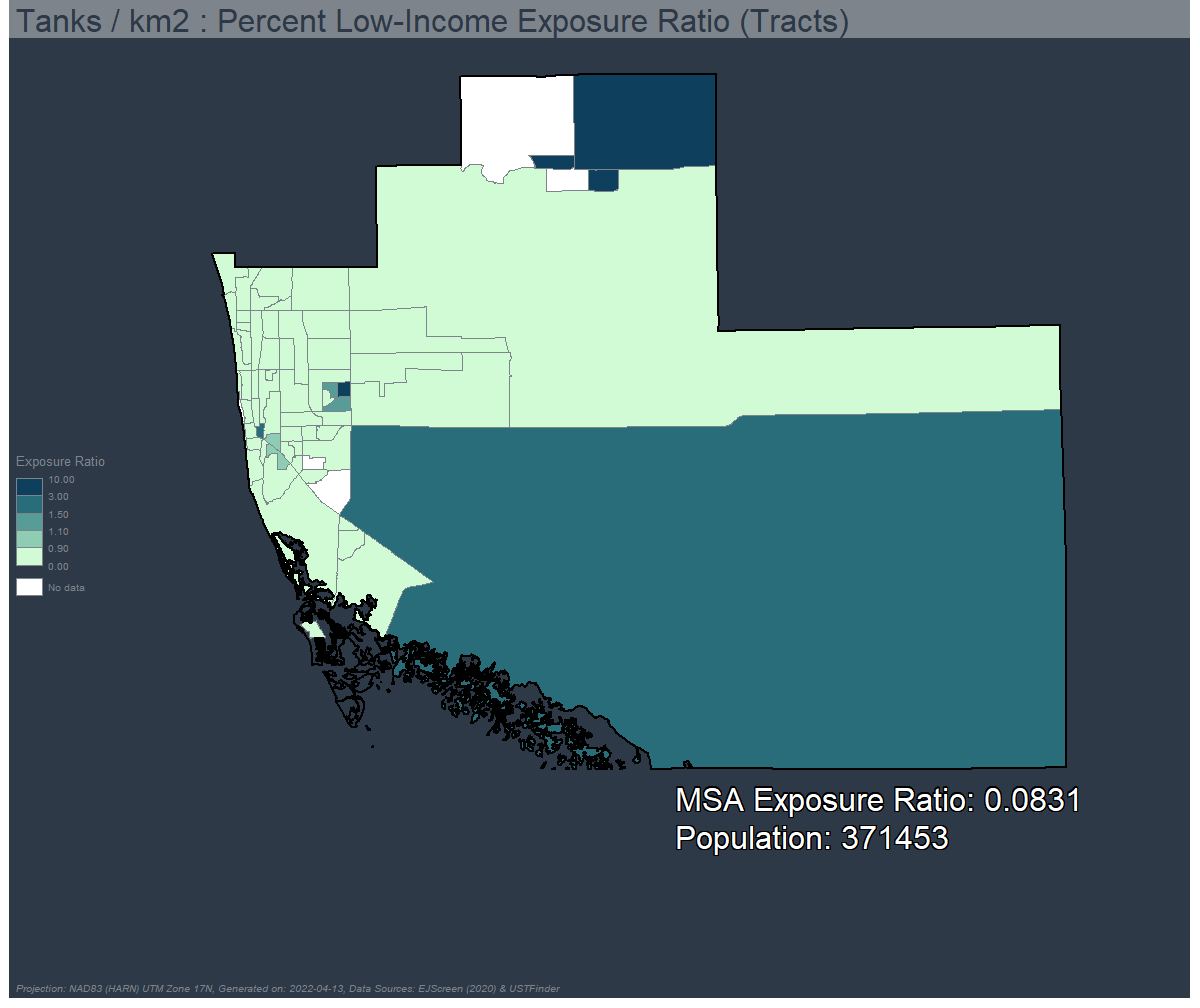 Tanks / km2 : Percent Low-Income Exposure Ratio (Tracts)
Exposure Ratio
10.00
3.00
1.50
1.10
0.90
0.00
No data
MSA Exposure Ratio: 0.0831
Population: 371453
Projection: NAD83 (HARN) UTM Zone 17N, Generated on: 2022-04-13, Data Sources: EJScreen (2020) & USTFinder